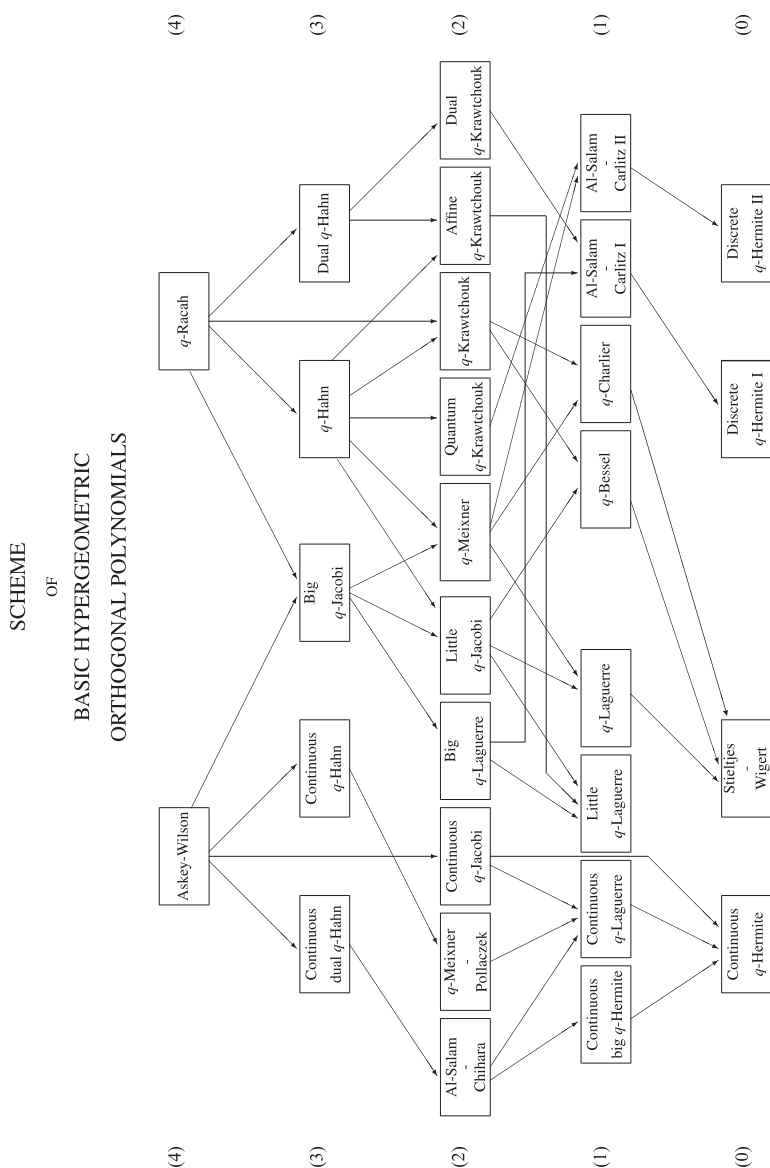 SCHEME
OF
BASIC HYPERGEOMETRIC
ORTHOGONAL POLYNOMIALS
(4)
Askey-Wilson
q-Racah
(4)
(3)
Continuous
dual q-Hahn
Continuous
q-Hahn
Big
q-Jacobi
q-Hahn
Dual q-Hahn
(3)
(2)
Al-Salam
-
Chihara
q-Meixner
-
Pollaczek
Continuous
q-Jacobi
Big
q-Laguerre
Little
q-Jacobi
q-Meixner
Quantum
q-Krawtchouk
q-Krawtchouk
Affine
q-Krawtchouk
Dual
q-Krawtchouk
(2)
(1)
Continuous
big q-Hermite
Continuous
q-Laguerre
Little
q-Laguerre
q-Laguerre
q-Bessel
q-Charlier
Al-Salam
-
Carlitz I
Al-Salam
-
Carlitz II
(1)
(0)
Continuous
q-Hermite
Stieltjes
-
Wigert
Discrete
q-Hermite I
Discrete
q-Hermite II
(0)